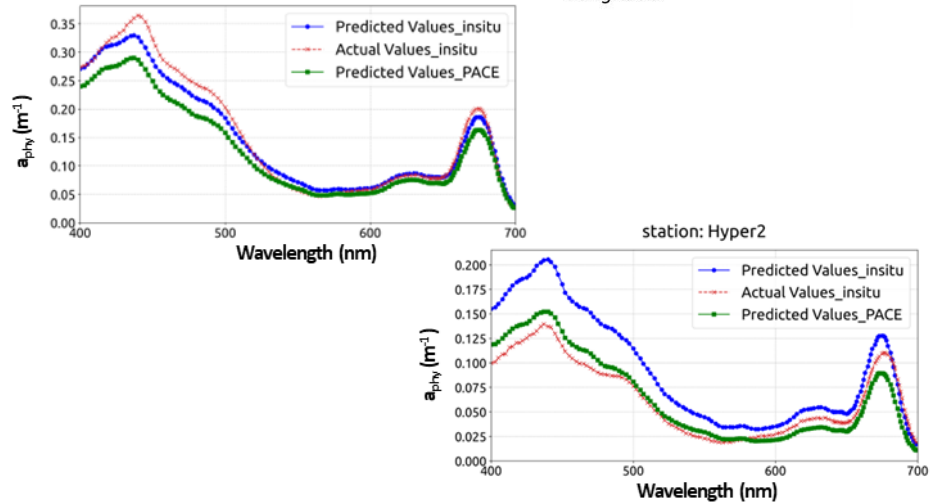 0.35
0.30
0.25
0.20
0.15
0.10
0.05
0.00
400
500
600
700
a_phy (m⁻¹)
Wavelength (nm)
Predicted Values_insitu
Actual Values_insitu
Predicted Values_PACE
station: Hyper2
0.200
0.175
0.150
0.125
0.100
0.075
0.050
0.025
0.000
400
500
600
700
a_phy (m⁻¹)
Wavelength (nm)
Predicted Values_insitu
Actual Values_insitu
Predicted Values_PACE